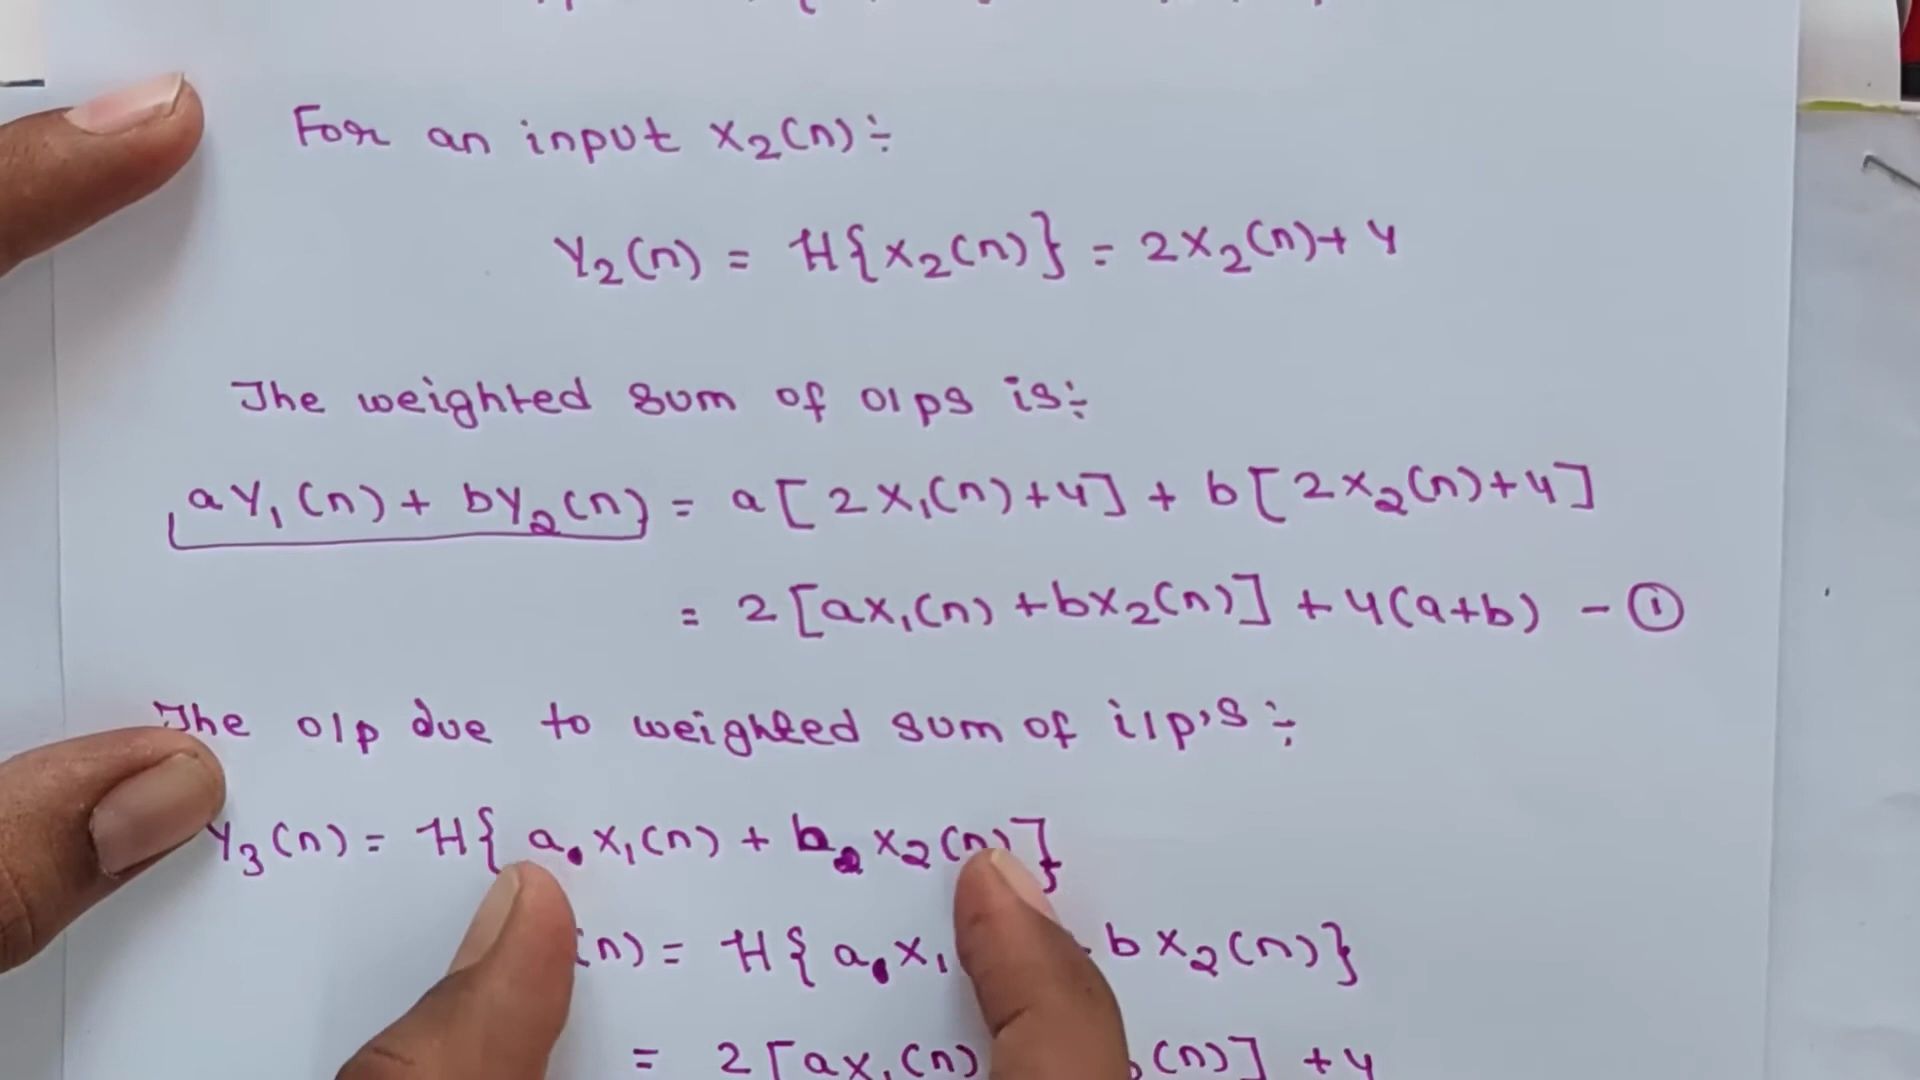 For an input x₂(n)÷
Y₂(n) = H{x₂(n)} = 2x₂(n)+4
The weighted sum of o/ps is÷
aY₁(n)+ bY₂(n) = a[2x₁(n)+4] + b[2x₂(n)+4]
= 2[ax₁(n) +bx₂(n)] +4(a+b) - ①
The o/p due to weighted sum of i/p's÷
Y₃(n) = H{ a x₁(n) + b x₂(n)}
(n) = H{ a x₁ b x₂(n)}
= 2[ax₁(n) (n)] +4